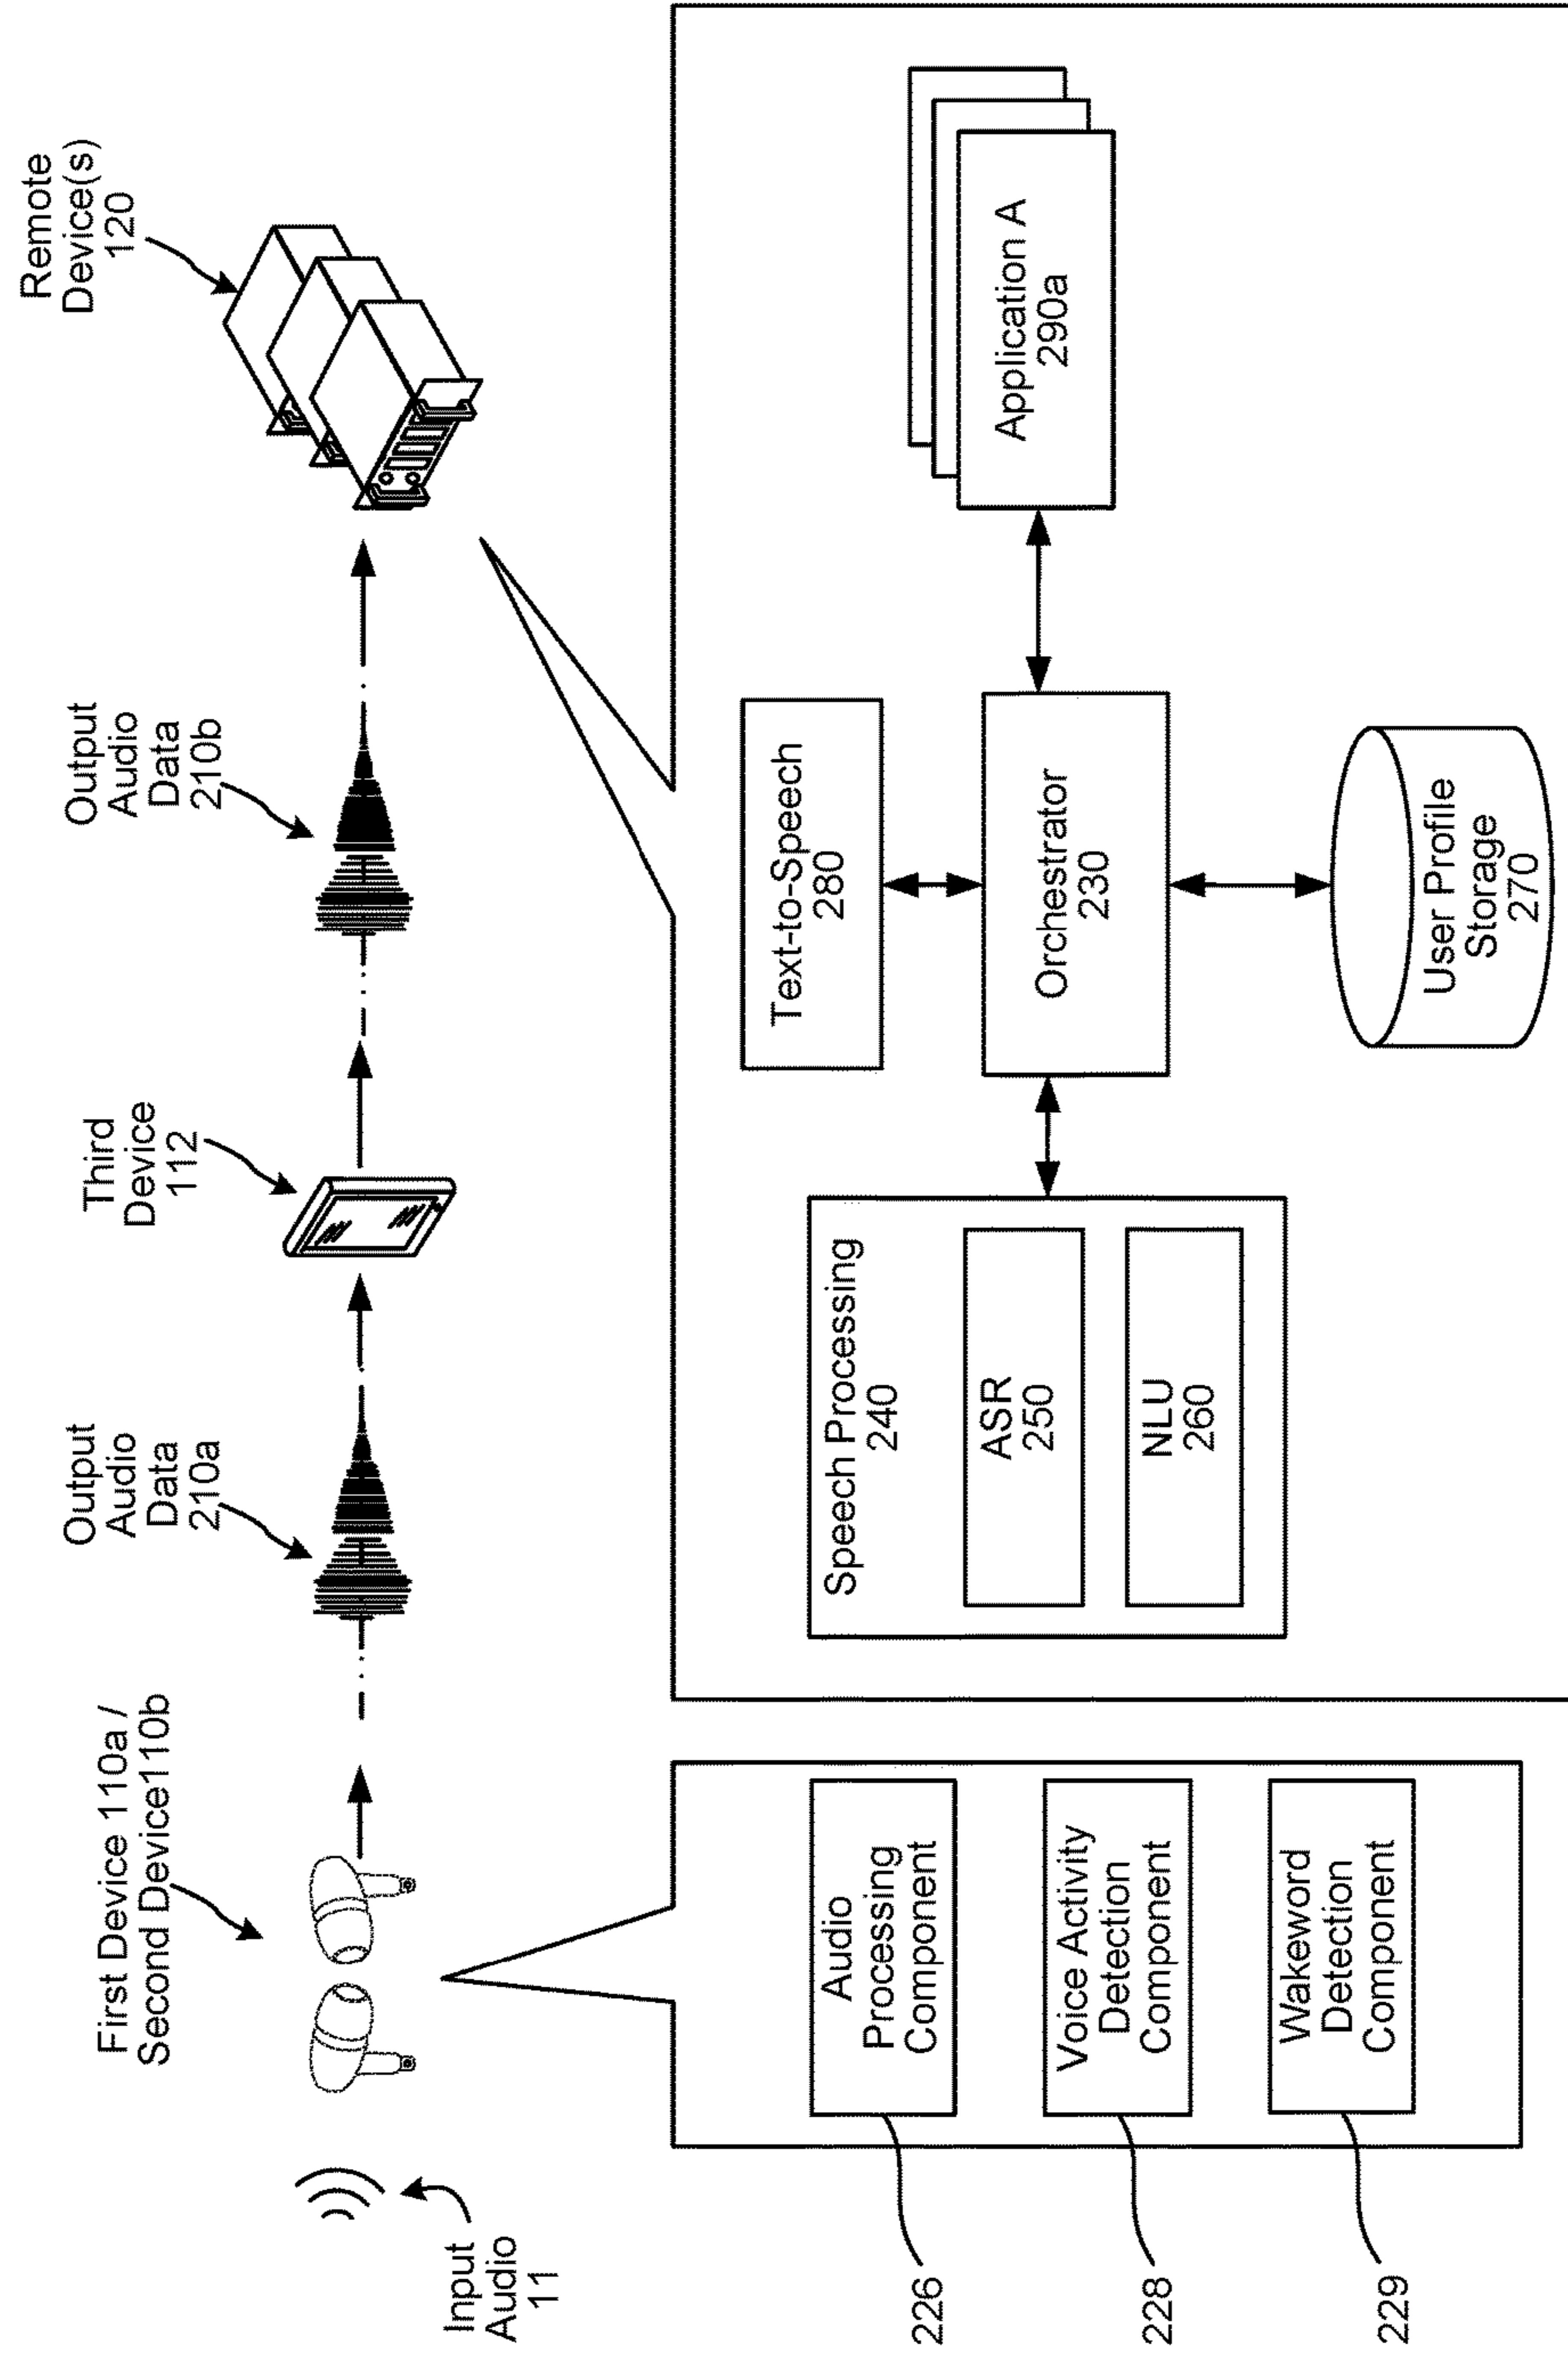 Input
Audio
11
First Device 110a /
Second Device110b
Output
Audio
Data
210a
Third
Device
112
Output
Audio
Data
210b
Remote
Device(s)
120
Audio
Processing
Component
226
Voice Activity
Detection
Component
228
Wakeword
Detection
Component
229
Speech Processing
240
ASR
250
NLU
260
Text-to-Speech
280
Orchestrator
230
User Profile
Storage
270
Application A
290a